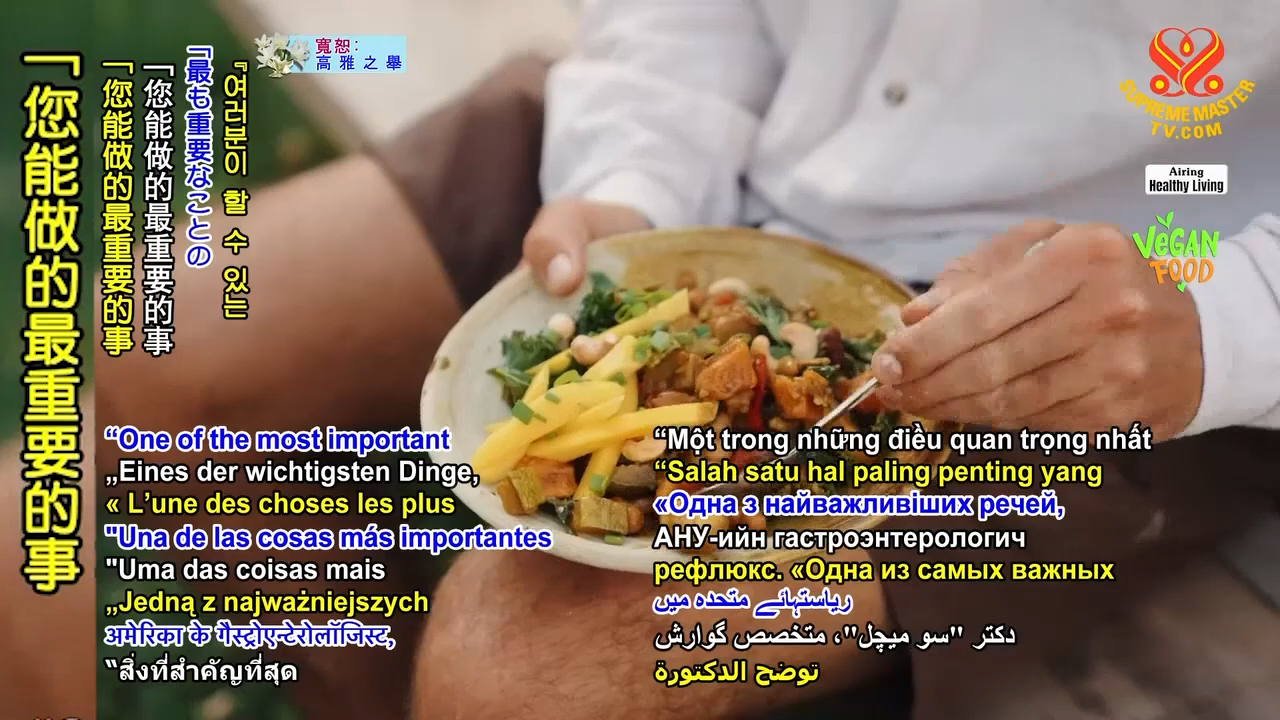 「您能做的最重要的事
「您能做的最重要的事
「您能做的最重要的事
「最も重要なことの
『여러분이 할 수 있는
寬恕:
高雅之舉
SUPREME MASTER
TV.COM
Airing
Healthy Living
VEGAN
FOOD
“One of the most important
„Eines der wichtigsten Dinge,
« L’une des choses les plus
"Una de las cosas más importantes
"Uma das coisas mais
„Jedną z najważniejszych
अमेरिका के गैस्ट्रोएन्टेरोलॉजिस्ट,
“สิ่งที่สำคัญที่สุด
“Một trong những điều quan trọng nhất
“Salah satu hal paling penting yang
«Одна з найважливіших речей,
АНУ-ийн гастроэнтерологич
рефлюкс. «Одна из самых важных
ریاستہائے متحدہ میں
دکتر "سو میچل"، متخصص گوارش
توضح الدكتورة